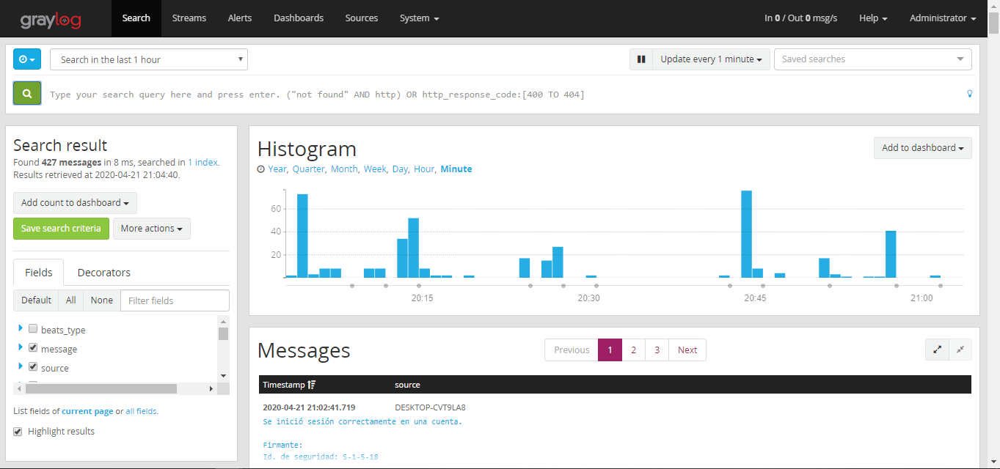 graylog Search Streams Alerts Dashboards Sources System In 0 / Out 0 msg/s Help Administrator
Search in the last 1 hour Update every 1 minute Saved searches
Type your search query here and press enter. ("not found" AND http) OR http_response_code:[400 TO 404]
Search result
Found 427 messages in 8 ms, searched in 1 index.
Results retrieved at 2020-04-21 21:04:40.
Add count to dashboard
Save search criteria More actions
Fields Decorators
Default All None Filter fields
beats_type
message
source
List fields of current page or all fields.
Highlight results
Histogram
Add to dashboard
Year, Quarter, Month, Week, Day, Hour, Minute
60
40
20
20:15 20:30 20:45 21:00
Messages
Previous 1 2 3 Next
Timestamp source
2020-04-21 21:02:41.719 DESKTOP-CVT9LA8
Se inició sesión correctamente en una cuenta.
Firmante:
Id. de seguridad: S-1-5-18